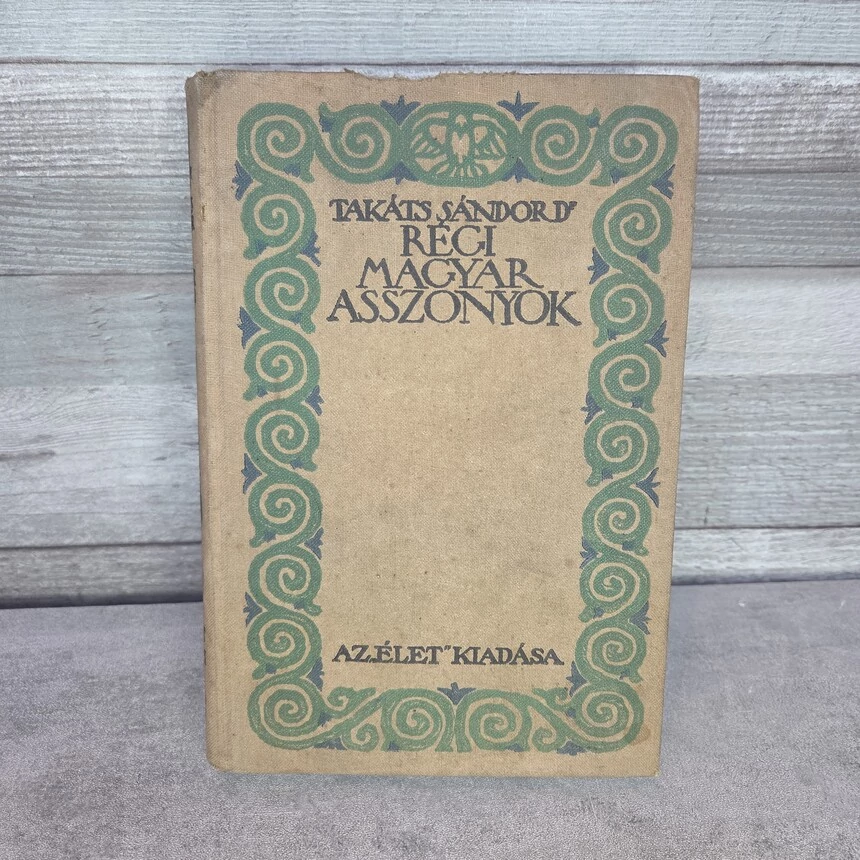 TAKÁTS SÁNDOR Dr
RÉGI
MAGYAR
ASSZONYOK
AZ „ÉLET" KIADÁSA